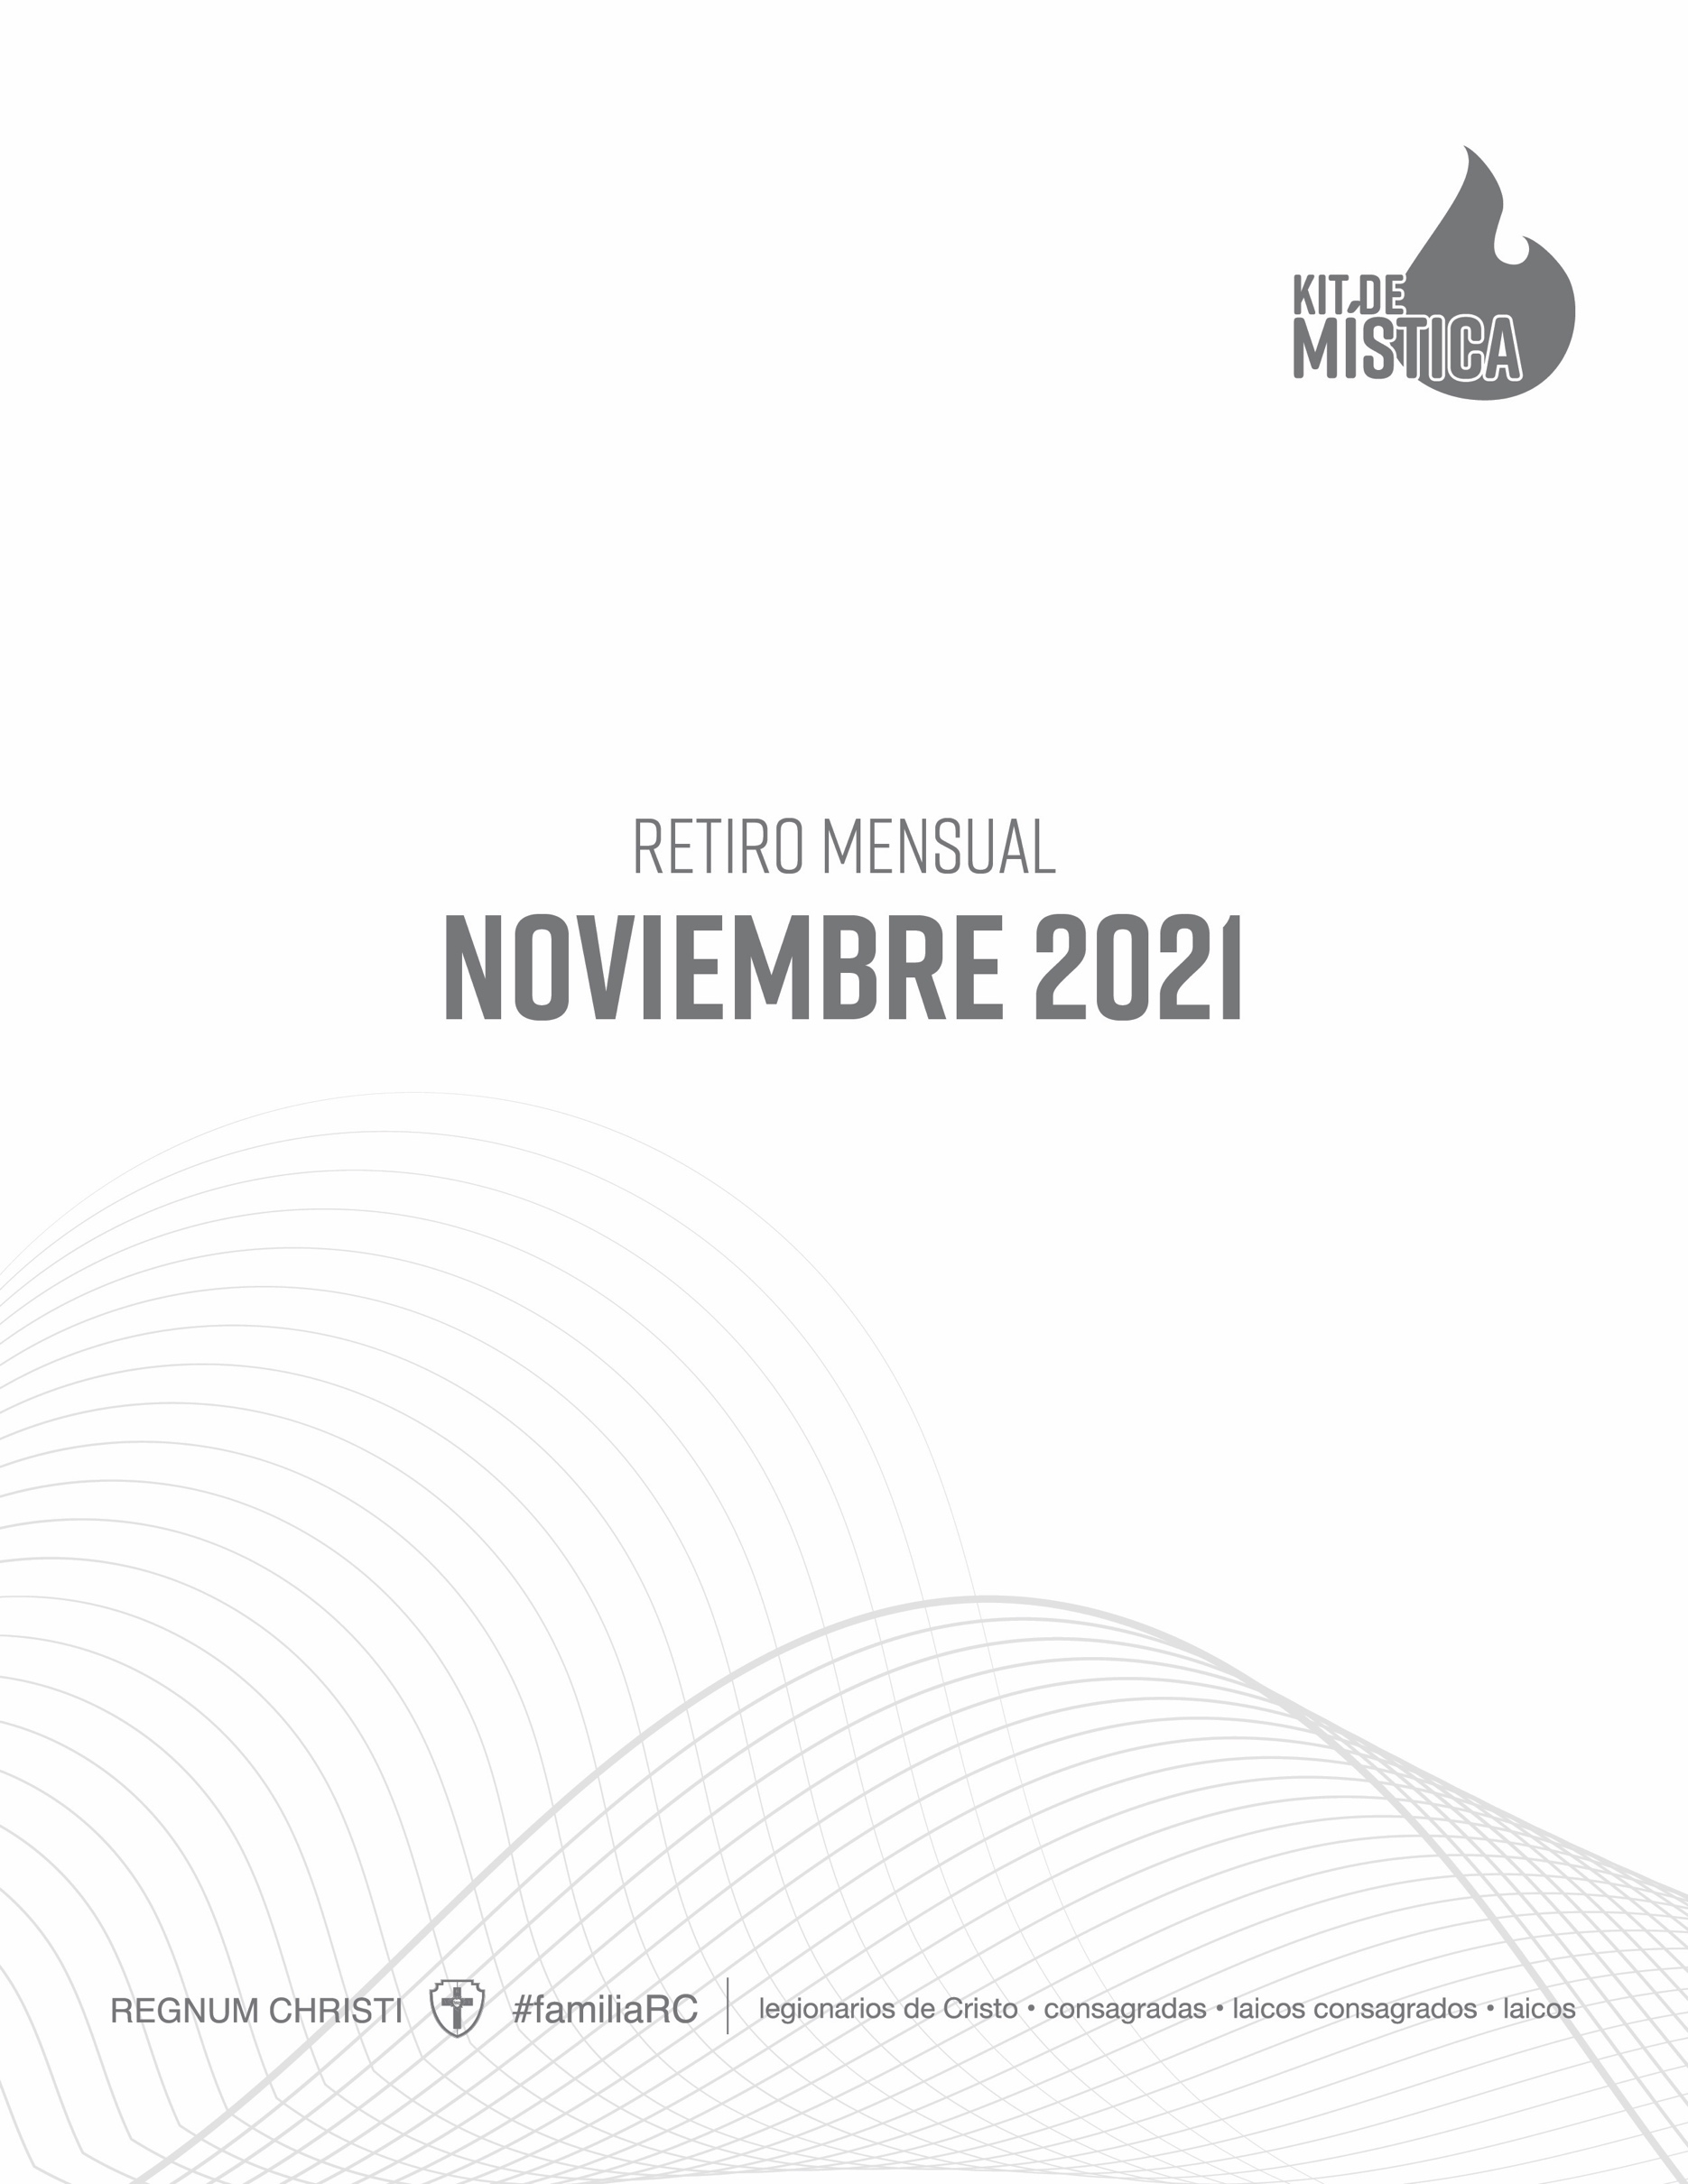 KIT DE
MÍSTICA
RETIRO MENSUAL
NOVIEMBRE 2021
REGNUM CHRISTI #familiaRC legionarios de Cristo • consagradas • laicos consagrados • laicos